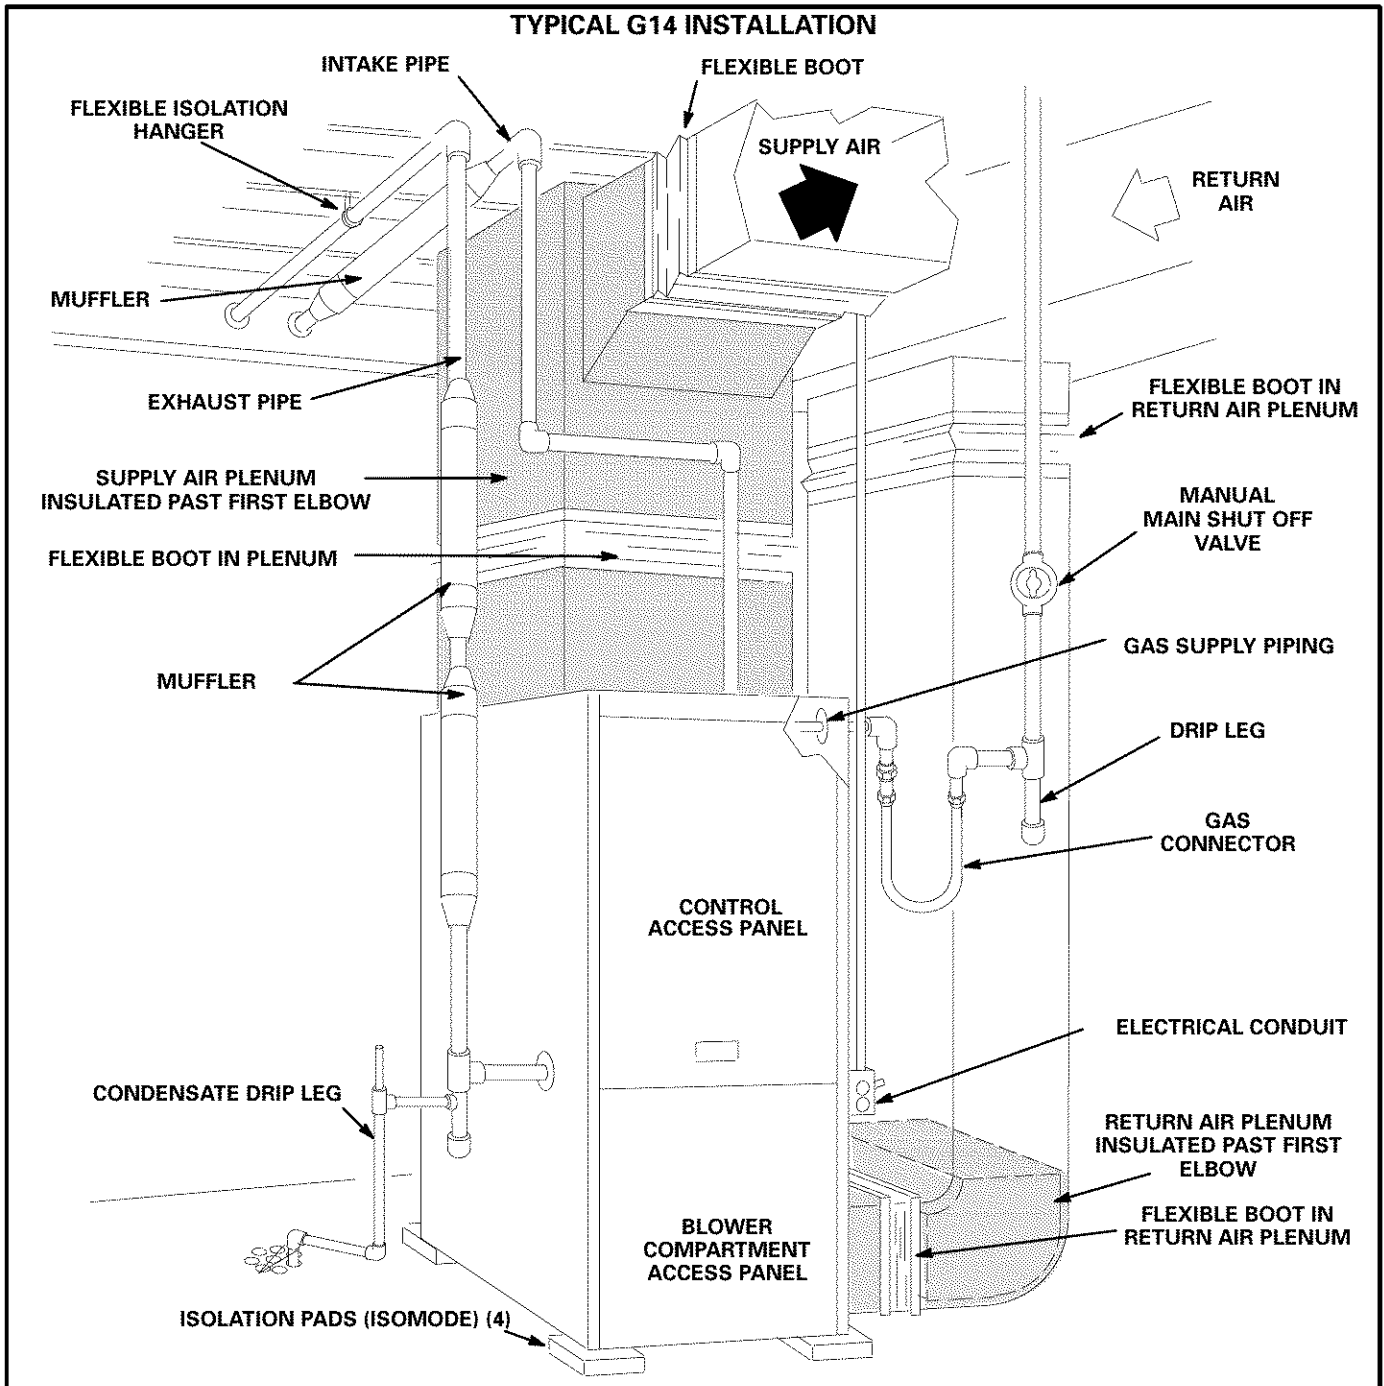 TYPICAL G14 INSTALLATION
INTAKE PIPE
FLEXIBLE BOOT
FLEXIBLE ISOLATION
HANGER
SUPPLY AIR
RETURN
AIR
MUFFLER
EXHAUST PIPE
FLEXIBLE BOOT IN
RETURN AIR PLENUM
SUPPLY AIR PLENUM
INSULATED PAST FIRST ELBOW
MANUAL
MAIN SHUT OFF
VALVE
FLEXIBLE BOOT IN PLENUM
GAS SUPPLY PIPING
MUFFLER
DRIP LEG
GAS
CONNECTOR
CONTROL
ACCESS PANEL
ELECTRICAL CONDUIT
CONDENSATE DRIP LEG
RETURN AIR PLENUM
INSULATED PAST FIRST
ELBOW
FLEXIBLE BOOT IN
RETURN AIR PLENUM
BLOWER
COMPARTMENT
ACCESS PANEL
ISOLATION PADS (ISOMODE) (4)